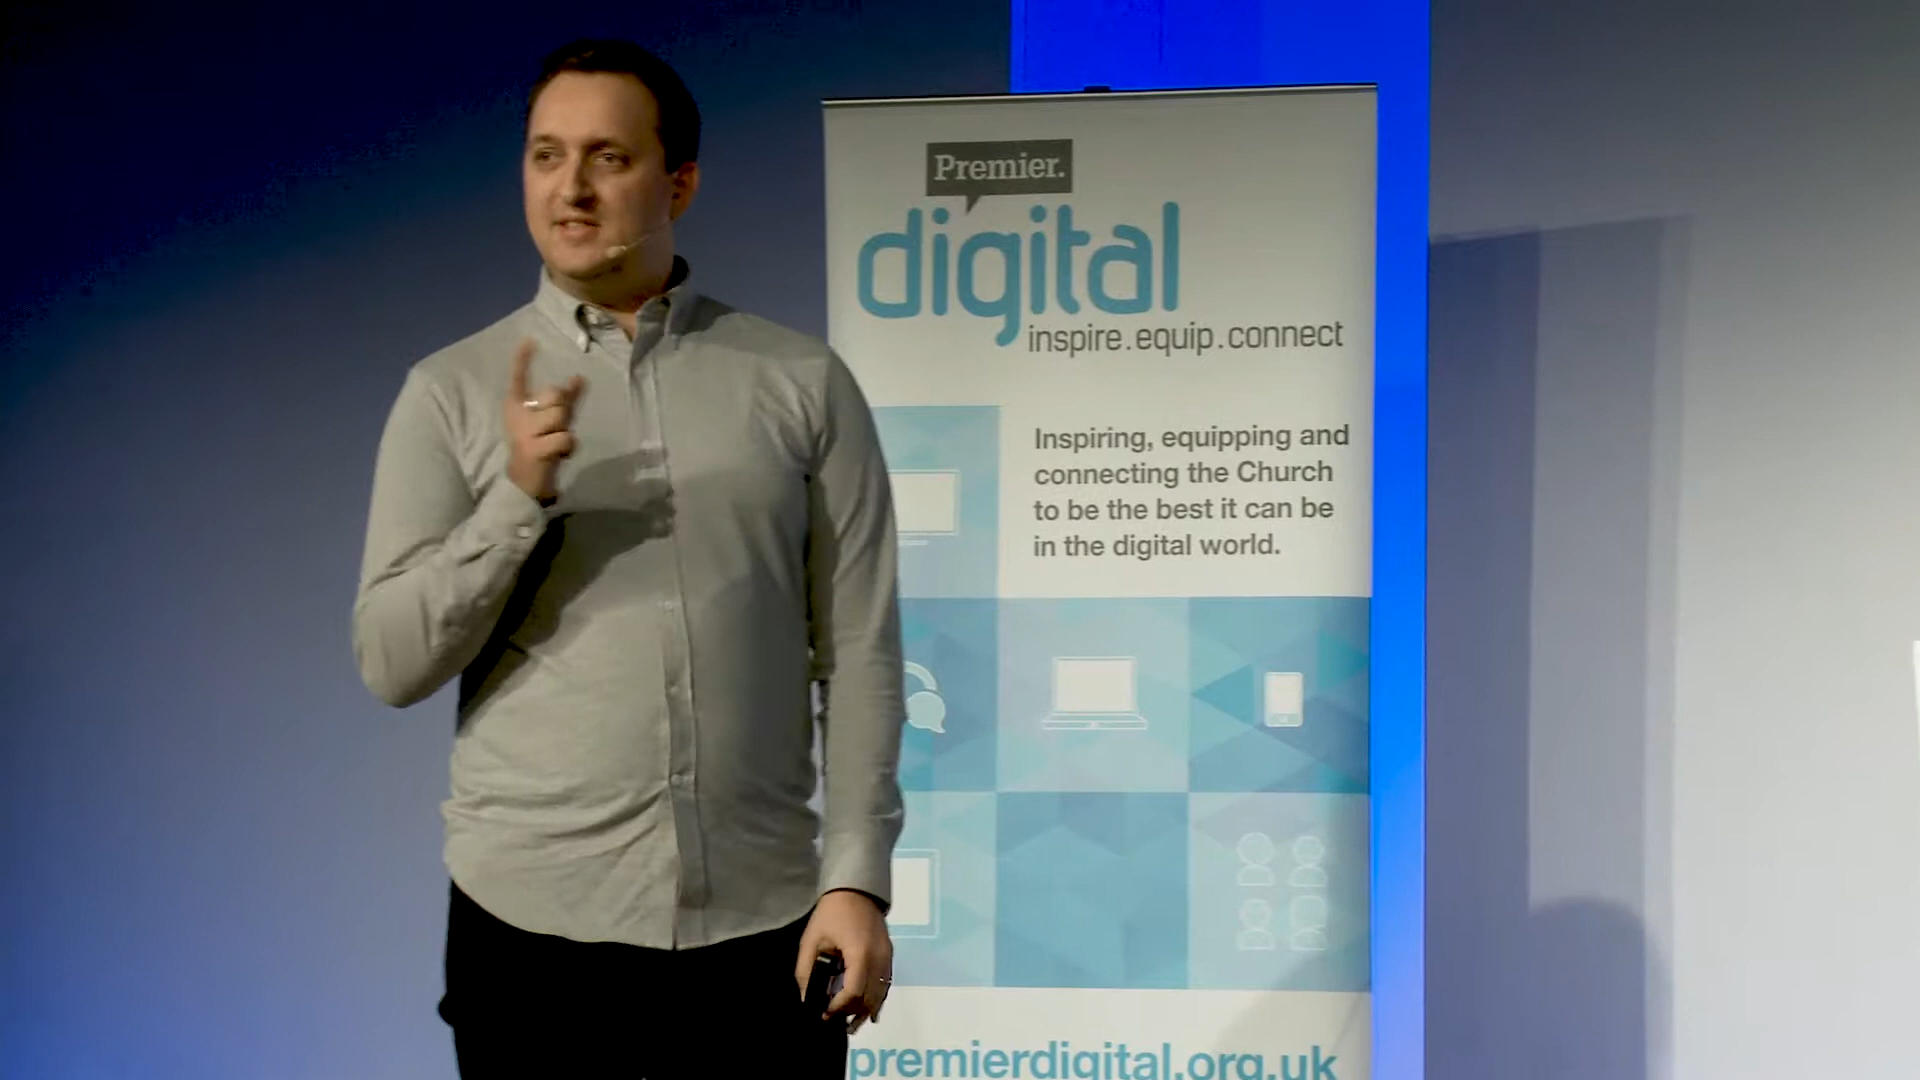 Premier.
digital
inspire.equip.connect
Inspiring, equipping and
connecting the Church
to be the best it can be
in the digital world.
premierdigital.org.uk